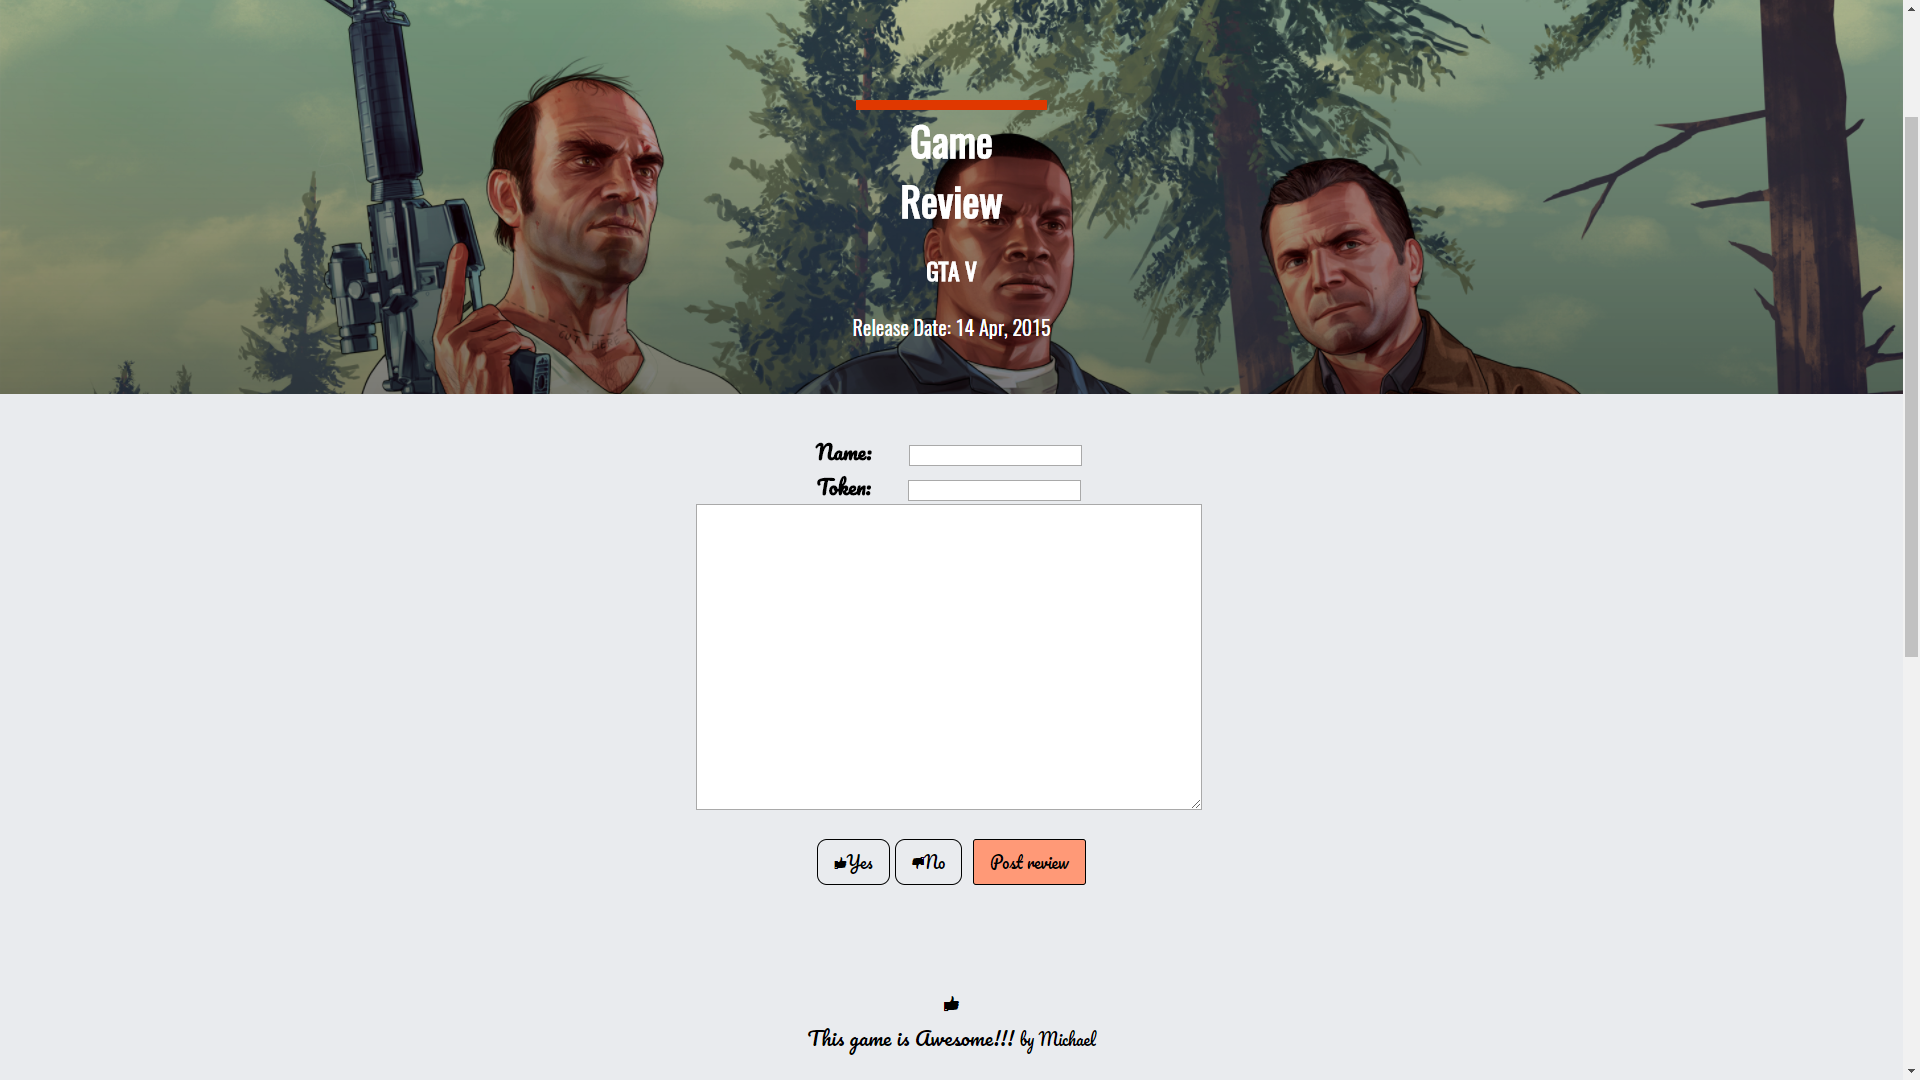 Game
Review
GTA V
Release Date: 14 Apr, 2015
Name:
Token:
Yes No Post review
This game is Awesome!!! by Michael